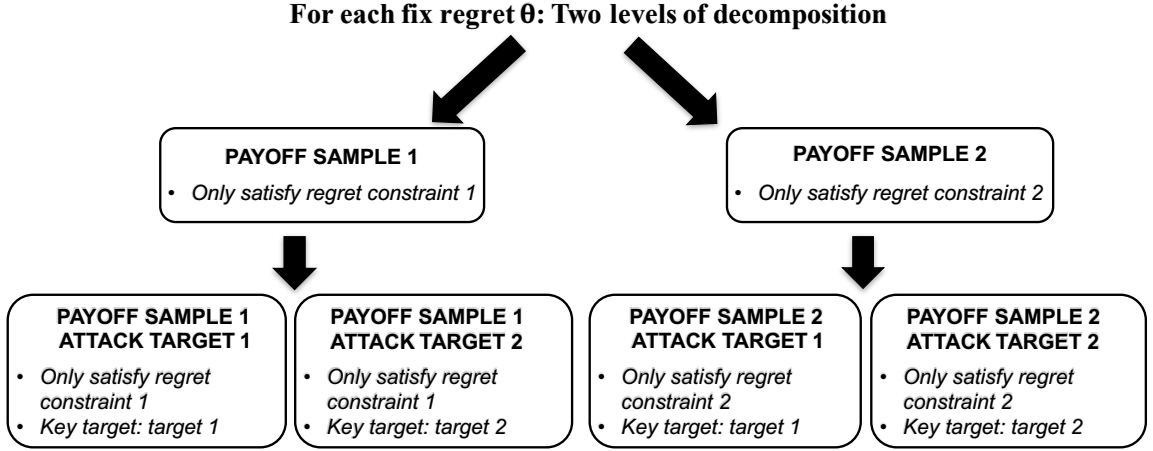 For each fix regret θ: Two levels of decomposition
PAYOFF SAMPLE 1
• Only satisfy regret constraint 1
PAYOFF SAMPLE 2
• Only satisfy regret constraint 2
PAYOFF SAMPLE 1
ATTACK TARGET 1
• Only satisfy regret
constraint 1
• Key target: target 1
PAYOFF SAMPLE 1
ATTACK TARGET 2
• Only satisfy regret
constraint 1
• Key target: target 2
PAYOFF SAMPLE 2
ATTACK TARGET 1
• Only satisfy regret
constraint 2
• Key target: target 1
PAYOFF SAMPLE 2
ATTACK TARGET 2
• Only satisfy regret
constraint 2
• Key target: target 2